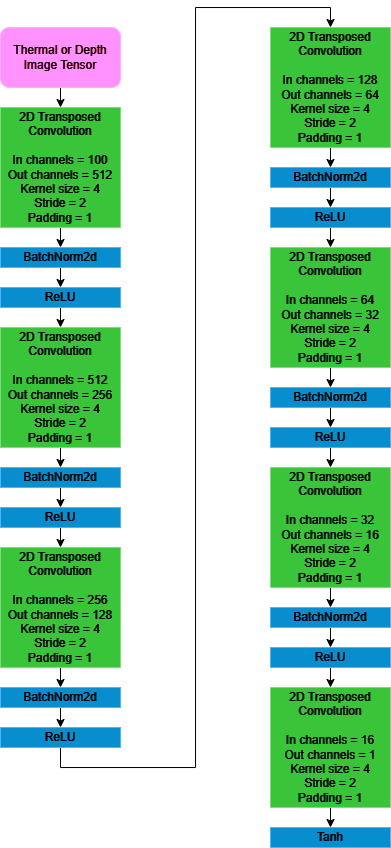 Thermal or Depth
Image Tensor
2D Transposed
Convolution
In channels = 100
Out channels = 512
Kernel size = 4
Stride = 2
Padding = 1
BatchNorm2d
ReLU
2D Transposed
Convolution
In channels = 512
Out channels = 256
Kernel size = 4
Stride = 2
Padding = 1
BatchNorm2d
ReLU
2D Transposed
Convolution
In channels = 256
Out channels = 128
Kernel size = 4
Stride = 2
Padding = 1
BatchNorm2d
ReLU
2D Transposed
Convolution
In channels = 128
Out channels = 64
Kernel size = 4
Stride = 2
Padding = 1
BatchNorm2d
ReLU
2D Transposed
Convolution
In channels = 64
Out channels = 32
Kernel size = 4
Stride = 2
Padding = 1
BatchNorm2d
ReLU
2D Transposed
Convolution
In channels = 32
Out channels = 16
Kernel size = 4
Stride = 2
Padding = 1
BatchNorm2d
ReLU
2D Transposed
Convolution
In channels = 16
Out channels = 1
Kernel size = 4
Stride = 2
Padding = 1
Tanh